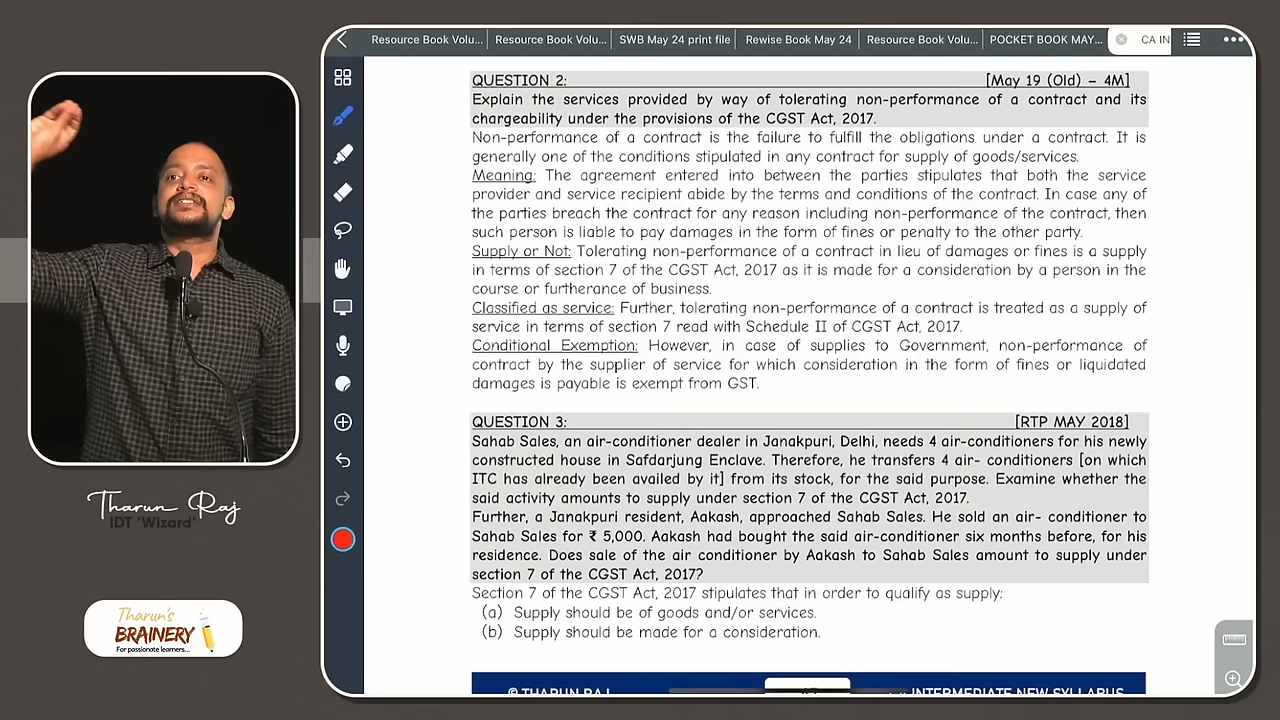 Resource Book Volu...
Resource Book Volu...
SWB May 24 print file
Rewise Book May 24
Resource Book Volu...
POCKET BOOK MAY...
CA IN
QUESTION 2: [May 19 (Old) – 4M]
Explain the services provided by way of tolerating non-performance of a contract and its
chargeability under the provisions of the CGST Act, 2017.
Non-performance of a contract is the failure to fulfill the obligations under a contract. It is
generally one of the conditions stipulated in any contract for supply of goods/services.
Meaning: The agreement entered into between the parties stipulates that both the service
provider and service recipient abide by the terms and conditions of the contract. In case any of
the parties breach the contract for any reason including non-performance of the contract, then
such person is liable to pay damages in the form of fines or penalty to the other party.
Supply or Not: Tolerating non-performance of a contract in lieu of damages or fines is a supply
in terms of section 7 of the CGST Act, 2017 as it is made for a consideration by a person in the
course or furtherance of business.
Classified as service: Further, tolerating non-performance of a contract is treated as a supply of
service in terms of section 7 read with Schedule II of CGST Act, 2017.
Conditional Exemption: However, in case of supplies to Government, non-performance of
contract by the supplier of service for which consideration in the form of fines or liquidated
damages is payable is exempt from GST.
QUESTION 3: [RTP MAY 2018]
Sahab Sales, an air-conditioner dealer in Janakpuri, Delhi, needs 4 air-conditioners for his newly
constructed house in Safdarjung Enclave. Therefore, he transfers 4 air- conditioners [on which
ITC has already been availed by it] from its stock, for the said purpose. Examine whether the
said activity amounts to supply under section 7 of the CGST Act, 2017.
Further, a Janakpuri resident, Aakash, approached Sahab Sales. He sold an air- conditioner to
Sahab Sales for ₹ 5,000. Aakash had bought the said air-conditioner six months before, for his
residence. Does sale of the air conditioner by Aakash to Sahab Sales amount to supply under
section 7 of the CGST Act, 2017?
Section 7 of the CGST Act, 2017 stipulates that in order to qualify as supply:
(a) Supply should be of goods and/or services.
(b) Supply should be made for a consideration.
© THARUN RAJ
INTERMEDIATE NEW SYLLABUS
Tharun Raj
IDT 'Wizard'
Tharun's
BRAINERY
For passionate learners...